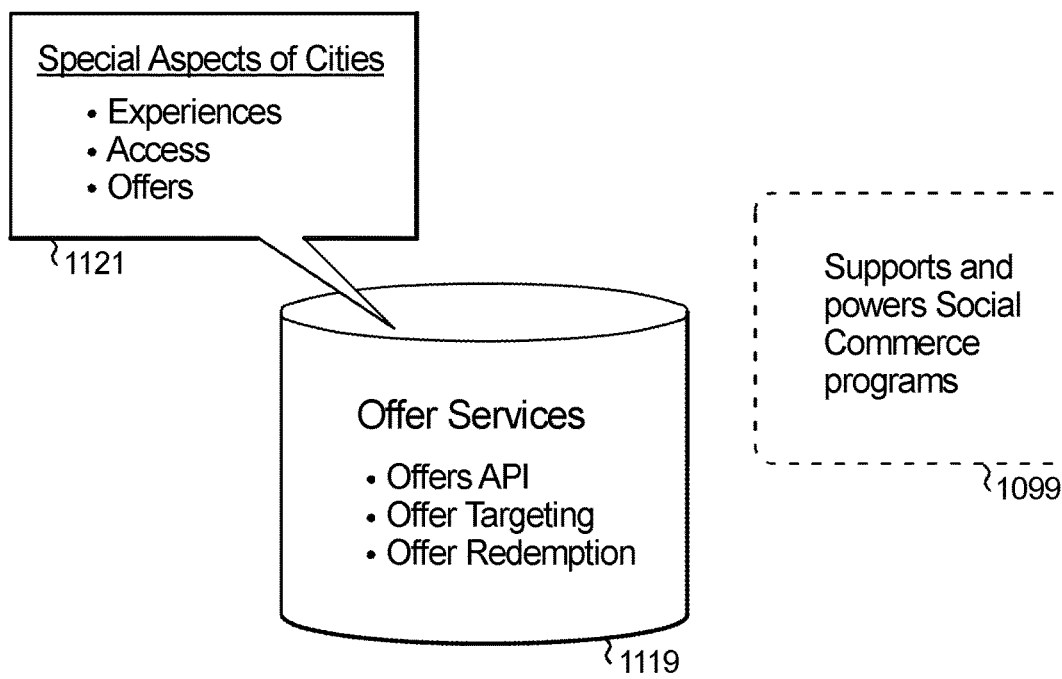 Special Aspects of Cities
• Experiences
• Access
• Offers
1121
Supports and
powers Social
Commerce
programs
1099
Offer Services
• Offers API
• Offer Targeting
• Offer Redemption
1119